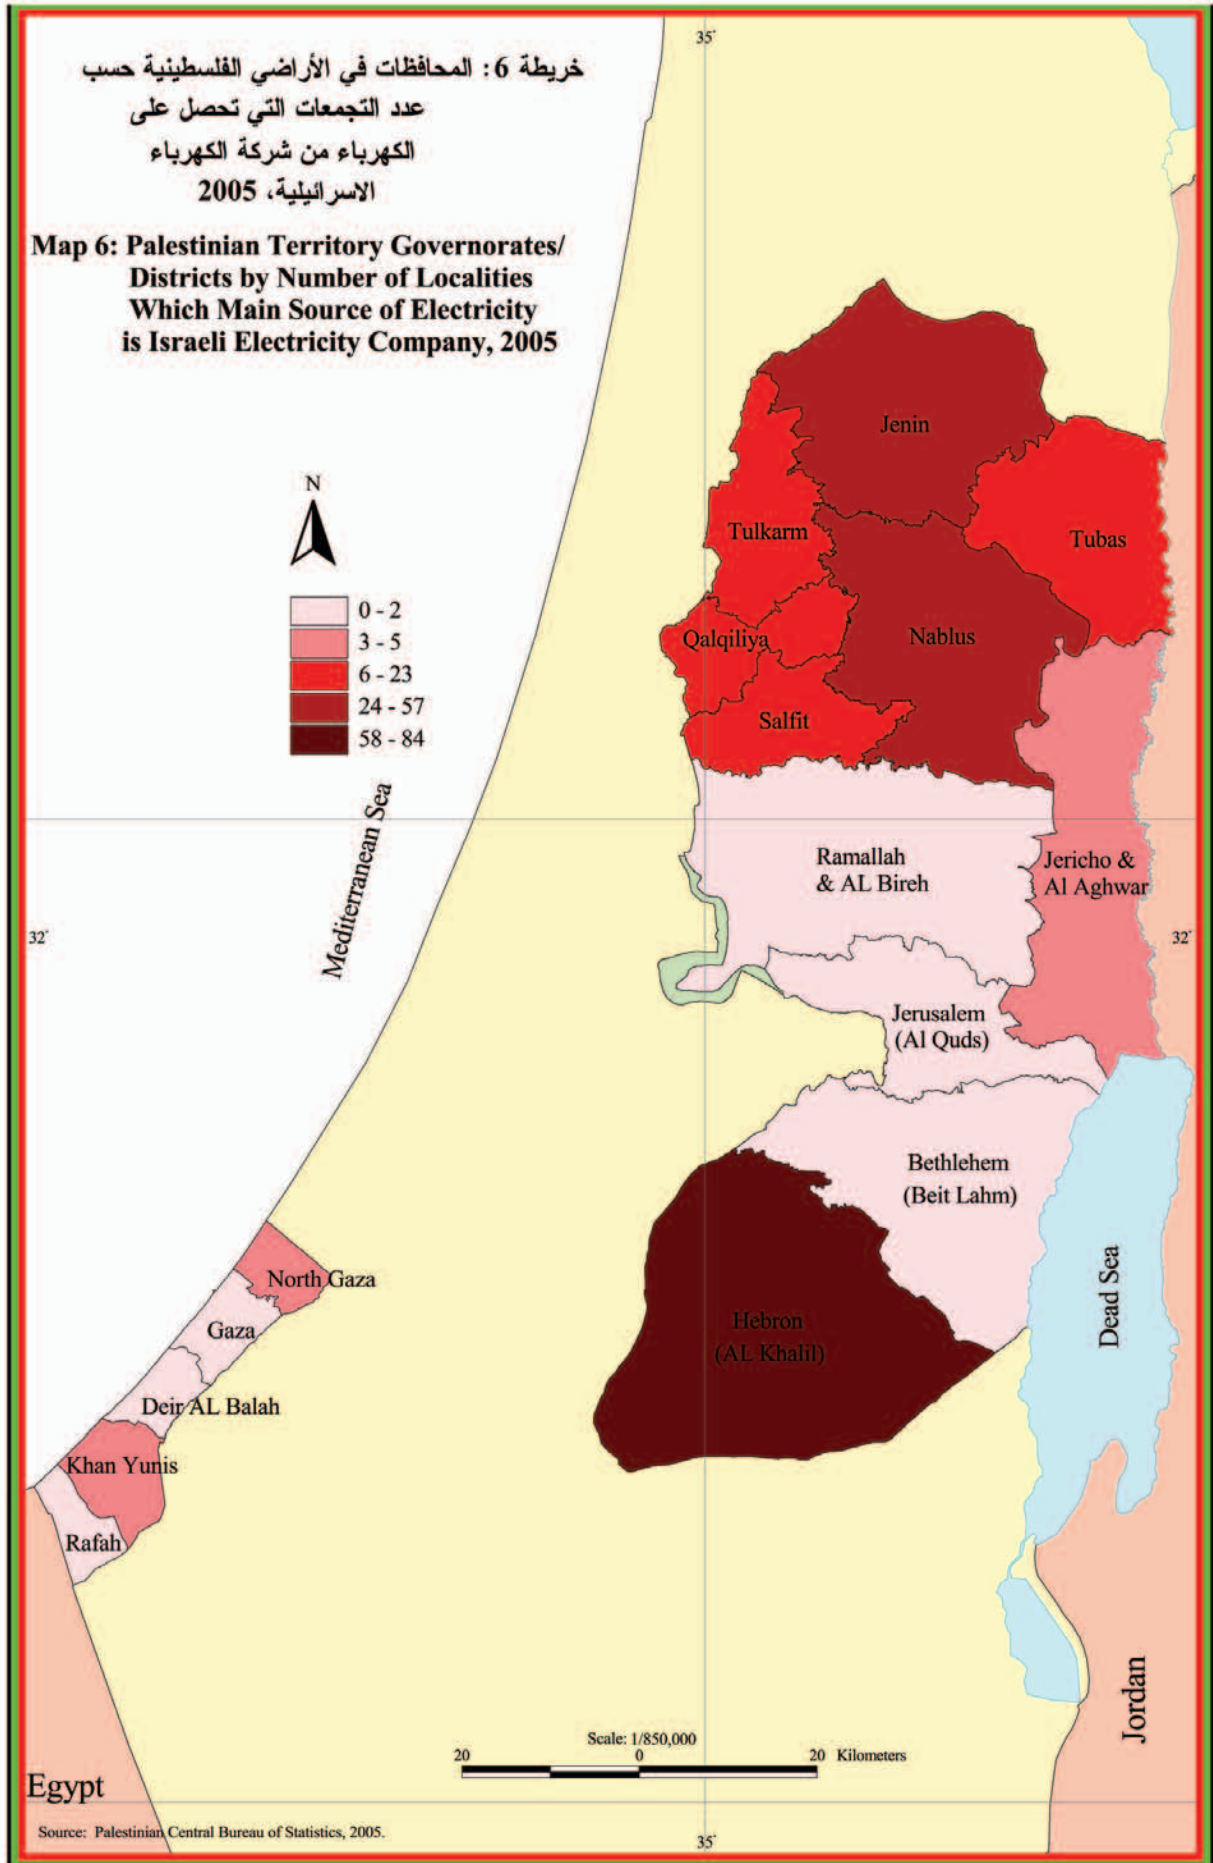 خريطة 6: المحافظات في الأراضي الفلسطينية حسب
عدد التجمعات التي تحصل على
الكهرباء من شركة الكهرباء
الاسرائيلية، 2005
Map 6: Palestinian Territory Governorates/
Districts by Number of Localities
Which Main Source of Electricity
is Israeli Electricity Company, 2005
35°
N
0 - 2
3 - 5
6 - 23
24 - 57
58 - 84
Mediterranean Sea
Jenin
Tulkarm
Tubas
Qalqiliya
Nablus
Salfit
Ramallah
& AL Bireh
Jericho &
Al Aghwar
32°
32°
Jerusalem
(Al Quds)
Bethlehem
(Beit Lahm)
Hebron
(AL Khalil)
Dead Sea
North Gaza
Gaza
Deir AL Balah
Khan Yunis
Rafah
Jordan
Egypt
Scale: 1/850,000
20 0 20 Kilometers
Source: Palestinian Central Bureau of Statistics, 2005.
35°